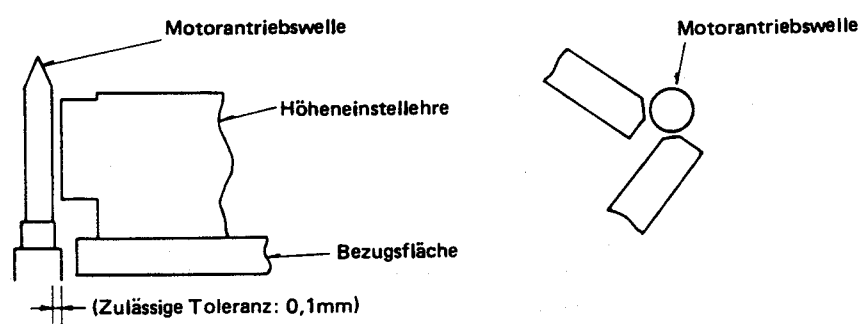 Motorantriebswelle
Höheneinstellehre
Bezugsfläche
(Zulässige Toleranz: 0,1mm)
Motorantriebswelle